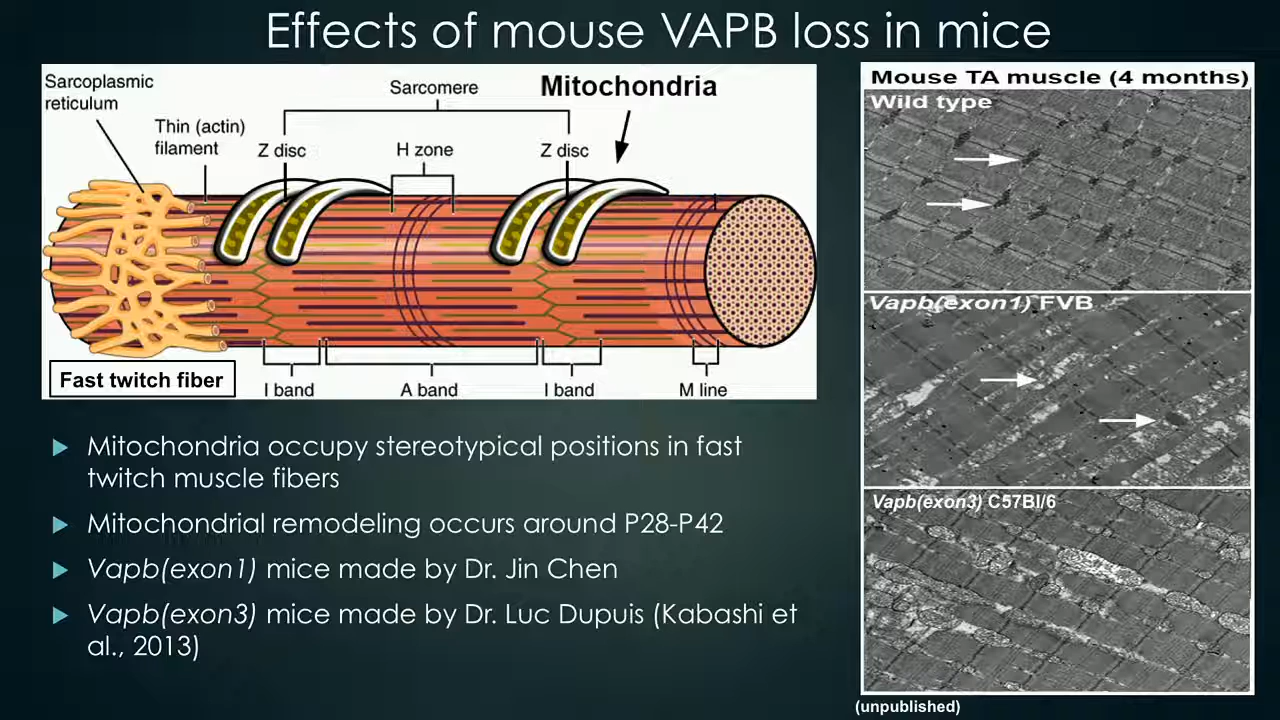 Effects of mouse VAPB loss in mice
Sarcoplasmic
reticulum
Thin (actin)
filament
Sarcomere
Z disc
H zone
Z disc
Mitochondria
Fast twitch fiber
I band
A band
I band
M line
Mitochondria occupy stereotypical positions in fast
twitch muscle fibers
Mitochondrial remodeling occurs around P28-P42
Vapb(exon1) mice made by Dr. Jin Chen
Vapb(exon3) mice made by Dr. Luc Dupuis (Kabashi et
al., 2013)
Mouse TA muscle (4 months)
Wild type
Vapb(exon1) FVB
Vapb(exon3) C57Bl/6
(unpublished)